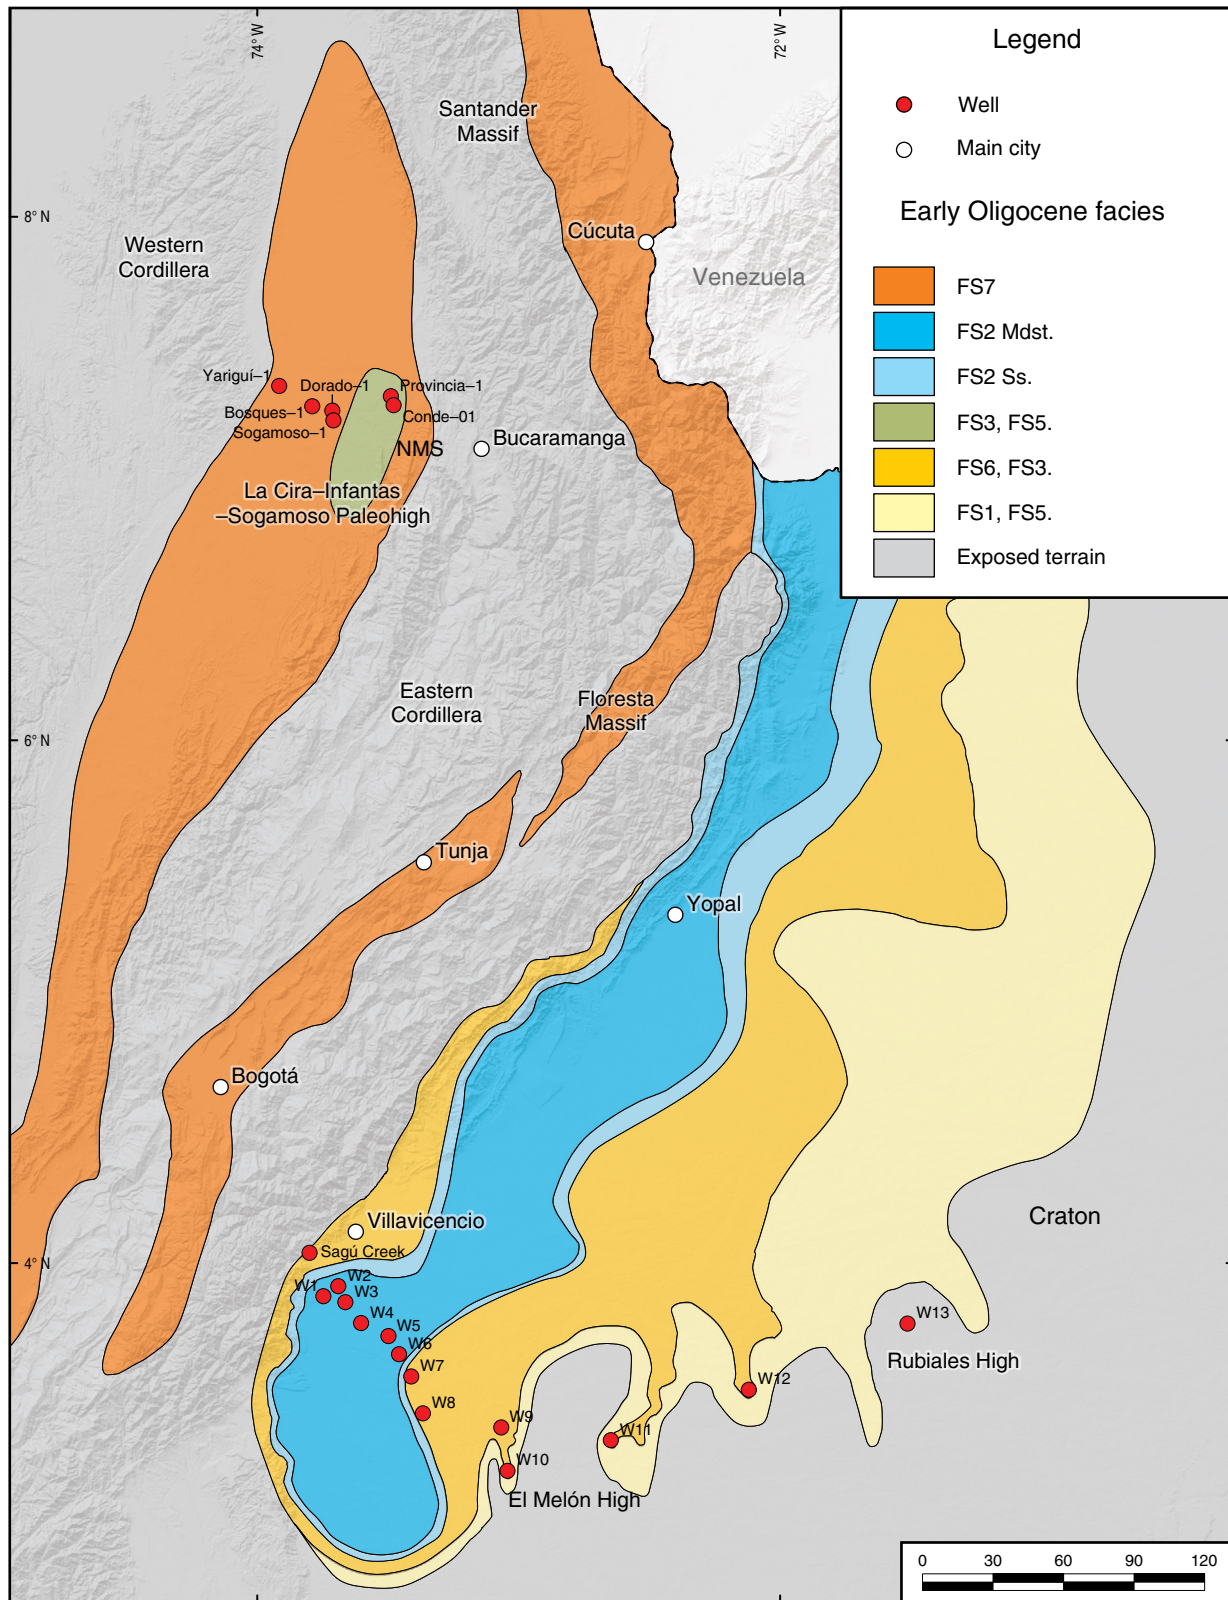 74° W
72° W
Legend
Well
Main city
Early Oligocene facies
FS7
FS2 Mdst.
FS2 Ss.
FS3, FS5.
FS6, FS3.
FS1, FS5.
Exposed terrain
Santander
Massif
8° N
Western
Cordillera
Cúcuta
Venezuela
Yariguí–1
Dorado–1
Provincia–1
Bosques–1
Conde–01
Sogamoso–1
NMS
Bucaramanga
La Cira–Infantas
–Sogamoso Paleohigh
Eastern
Cordillera
Floresta
Massif
6° N
Tunja
Yopal
Bogotá
Villavicencio
Craton
Sagú Creek
4° N
W2
W1
W3
W4
W5
W6
W7
W8
W9
W10
W11
W12
W13
Rubiales High
El Melón High
0 30 60 90 120